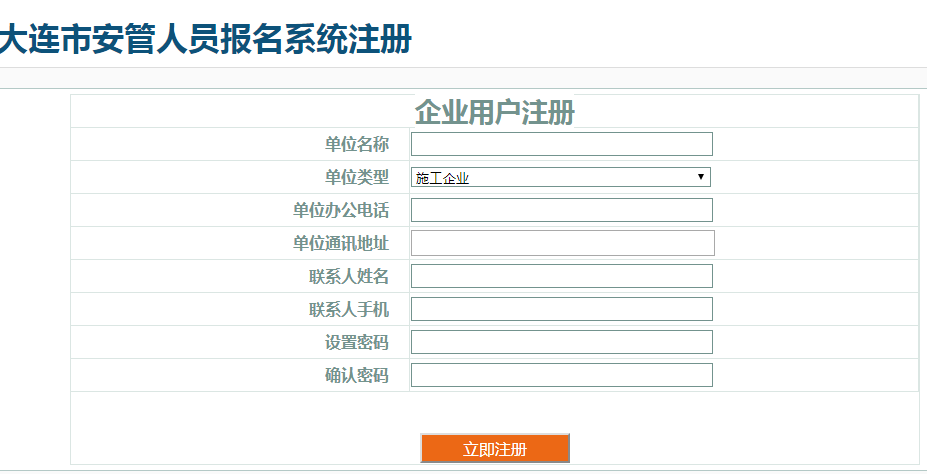 大连市安管人员报名系统注册
企业用户注册
单位名称
单位类型 施工企业
单位办公电话
单位通讯地址
联系人姓名
联系人手机
设置密码
确认密码
立即注册